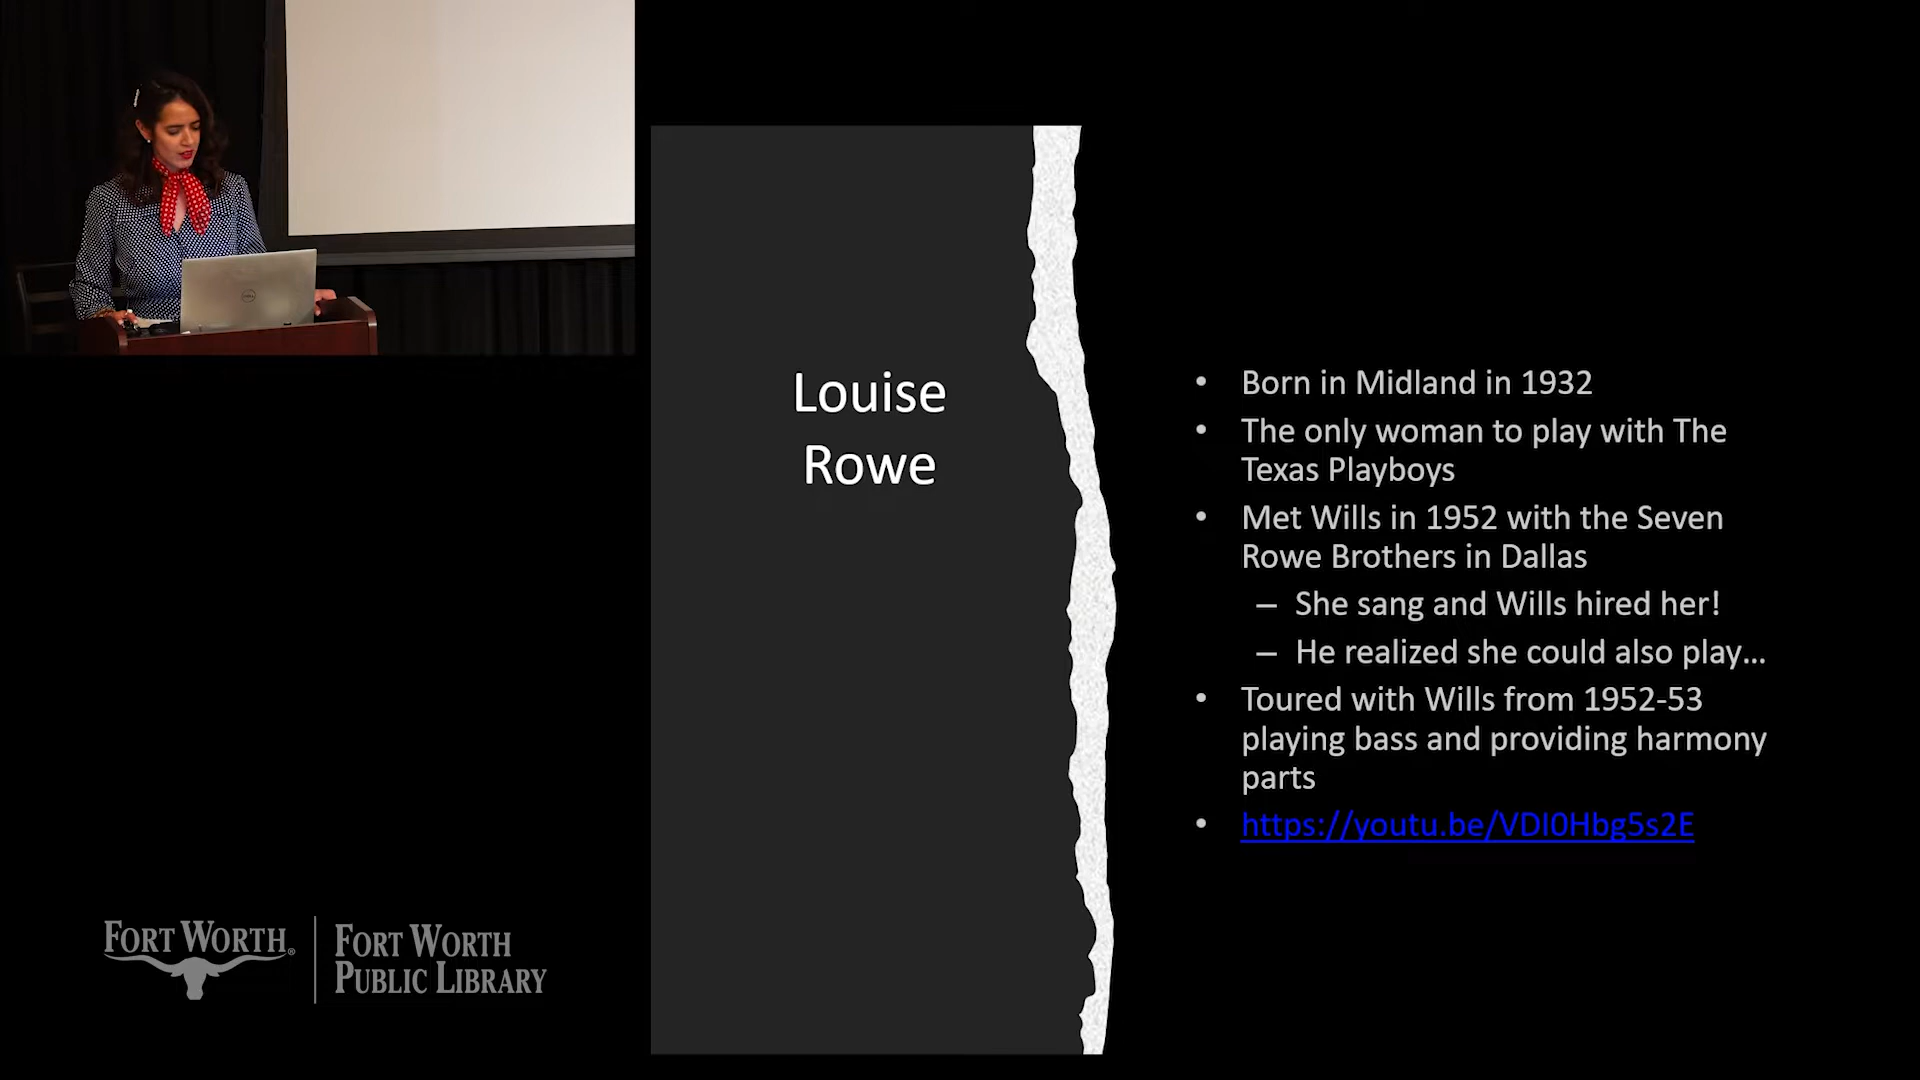 Louise
Rowe
• Born in Midland in 1932
• The only woman to play with The
Texas Playboys
• Met Wills in 1952 with the Seven
Rowe Brothers in Dallas
– She sang and Wills hired her!
– He realized she could also play…
• Toured with Wills from 1952-53
playing bass and providing harmony
parts
• https://youtu.be/VDI0Hbg5s2E
FORT WORTH®
FORT WORTH
PUBLIC LIBRARY
DELL